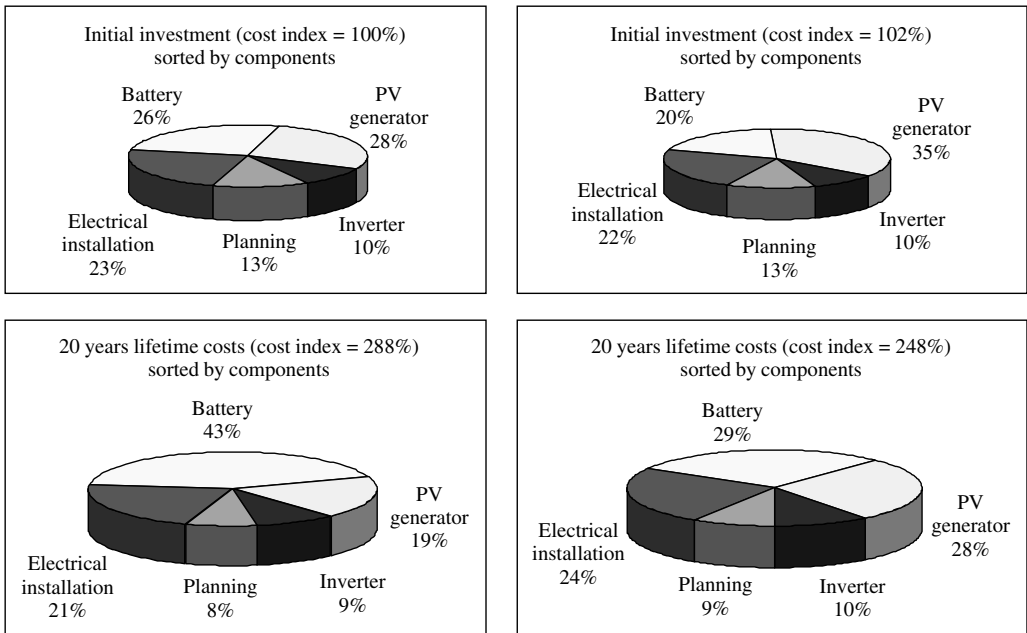 Initial investment (cost index = 100%)
sorted by components
Battery
26%
PV
generator
28%
Electrical
installation
23%
Planning
13%
Inverter
10%
Initial investment (cost index = 102%)
sorted by components
Battery
20%
PV
generator
35%
Electrical
installation
22%
Planning
13%
Inverter
10%
20 years lifetime costs (cost index = 288%)
sorted by components
Battery
43%
PV
generator
19%
Electrical
installation
21%
Planning
8%
Inverter
9%
20 years lifetime costs (cost index = 248%)
sorted by components
Battery
29%
PV
generator
28%
Electrical
installation
24%
Planning
9%
Inverter
10%